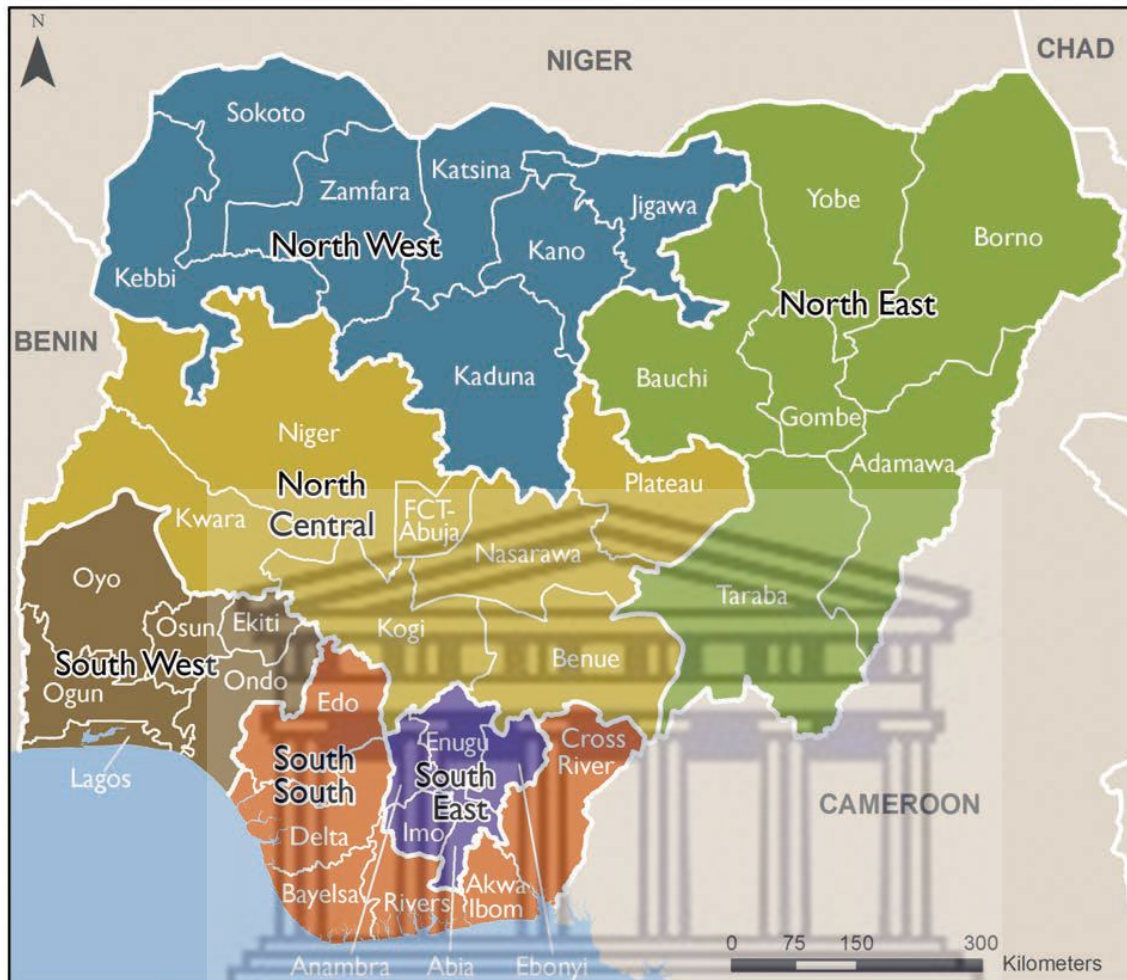 N
NIGER
CHAD
Sokoto
Katsina
Zamfara
Jigawa
Yobe
Borno
North West
Kano
Kebbi
North East
BENIN
Kaduna
Bauchi
Gombe
Niger
Adamawa
North
Central
Plateau
Kwara
FCT-
Abuja
Nasarawa
Oyo
Taraba
Osun
Ekiti
Kogi
South West
Benue
Ogun
Ondo
Edo
Enugu
Cross
River
South
South
South
East
Lagos
CAMEROON
Delta
Imo
Bayelsa
Rivers
Akwa
Ibom
Anambra
Abia
Ebonyi
0 75 150 300
Kilometers